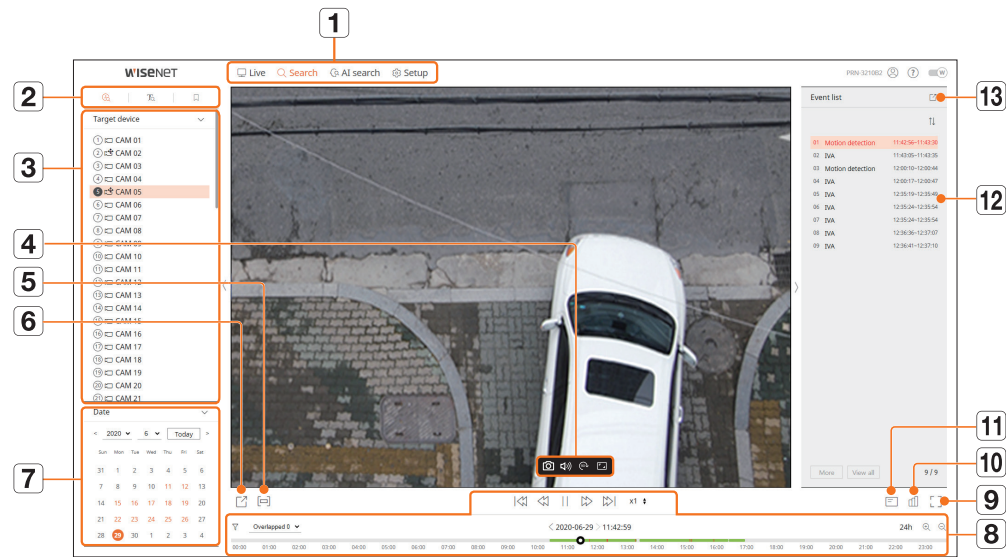 1
WISENET
Live
Search
AI search
Setup
PRN-3210B2
?
W
2
13
Target device
Event list
CAM 01
CAM 02
CAM 03
CAM 04
CAM 05
CAM 06
CAM 07
CAM 08
CAM 09
CAM 10
CAM 11
CAM 12
CAM 13
CAM 14
CAM 15
CAM 16
CAM 17
CAM 18
CAM 19
CAM 20
CAM 21
3
01 Motion detection 11:42:56~11:43:30
02 IVA 11:43:05~11:43:35
03 Motion detection 12:00:10~12:00:44
04 IVA 12:00:17~12:00:47
05 IVA 12:35:19~12:35:49
06 IVA 12:35:24~12:35:54
07 IVA 12:35:24~12:35:54
08 IVA 12:36:36~12:37:07
09 IVA 12:36:41~12:37:10
12
4
5
6
Date
< 2020 6 Today >
Sun Mon Tue Wed Thu Fri Sat
31 1 2 3 4 5 6
7 8 9 10 11 12 13
14 15 16 17 18 19 20
21 22 23 24 25 26 27
28 29 30 1 2 3 4
7
More View all 9 / 9
11
10
9
x1
8
Overlapped 0
< 2020-06-29 > 11:42:59
24h
00:00 01:00 02:00 03:00 04:00 05:00 06:00 07:00 08:00 09:00 10:00 11:00 12:00 13:00 14:00 15:00 16:00 17:00 18:00 19:00 20:00 21:00 22:00 23:00